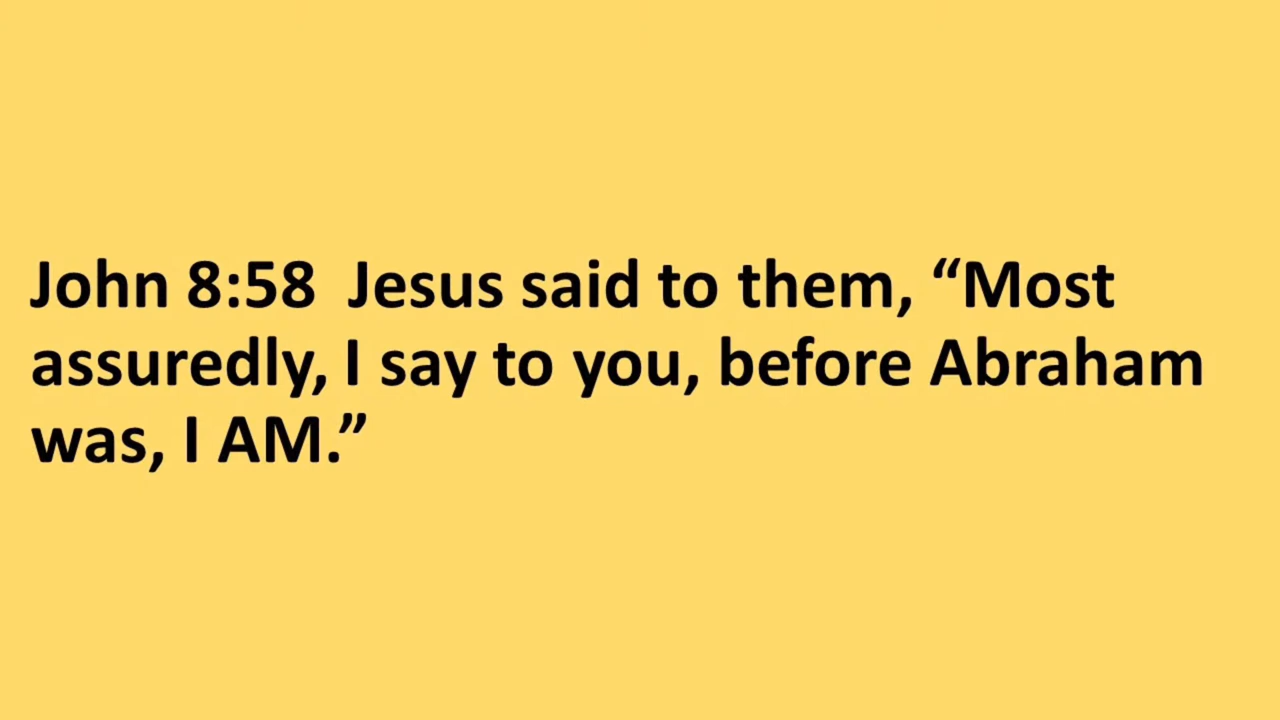 John 8:58  Jesus said to them, “Most
assuredly, I say to you, before Abraham
was, I AM.”